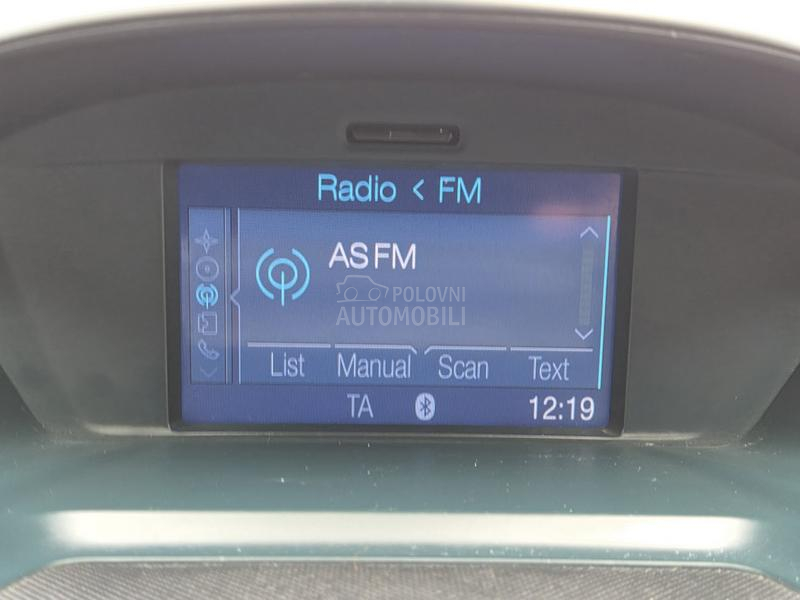 Radio < FM
AS FM
POLOVNI
AUTOMOBILI
List Manual Scan Text
TA 12:19